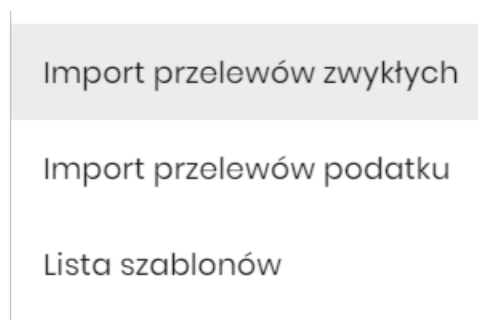 Import przelewów zwykłych
Import przelewów podatku
Lista szablonów